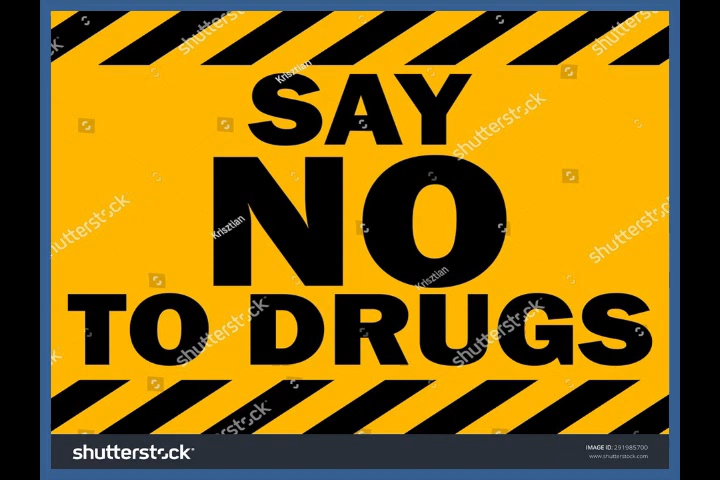 SAY
NO
TO DRUGS
shutterstock
IMAGE ID: 291985700
www.shutterstock.com